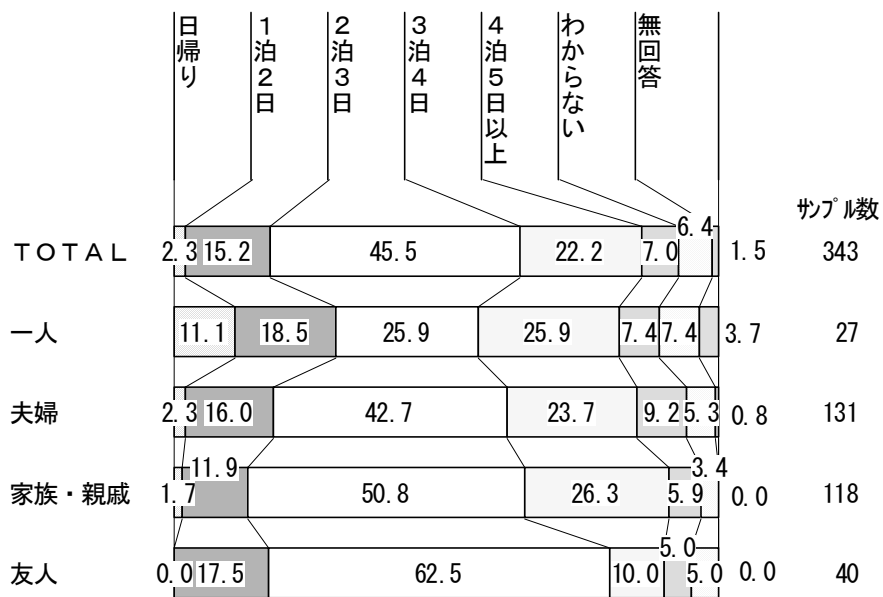 日帰り
１泊２日
２泊３日
３泊４日
４泊５日以上
わからない
無回答
ｻﾝﾌﾟﾙ数
ＴＯＴＡＬ 2.3 15.2 45.5 22.2 7.0 6.4 1.5 343
一人 11.1 18.5 25.9 25.9 7.4 7.4 3.7 27
夫婦 2.3 16.0 42.7 23.7 9.2 5.3 0.8 131
家族・親戚 1.7 11.9 50.8 26.3 5.9 3.4 0.0 118
友人 0.0 17.5 62.5 10.0 5.0 5.0 0.0 40